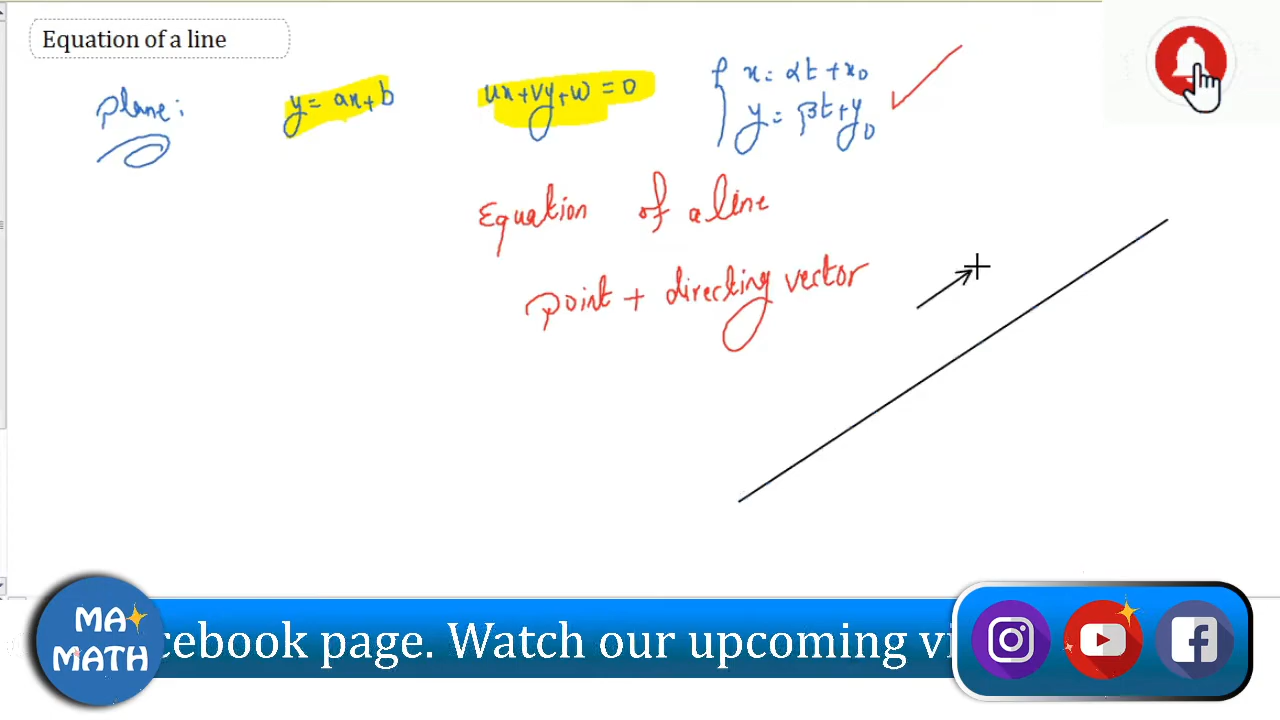 Equation of a line
plane:
y = ax + b
ux + vy + w = 0
{ x = αt + x₀
y = βt + y₀
Equation of a line
point + directing vector
MA
MATH
cebook page. Watch our upcoming vi